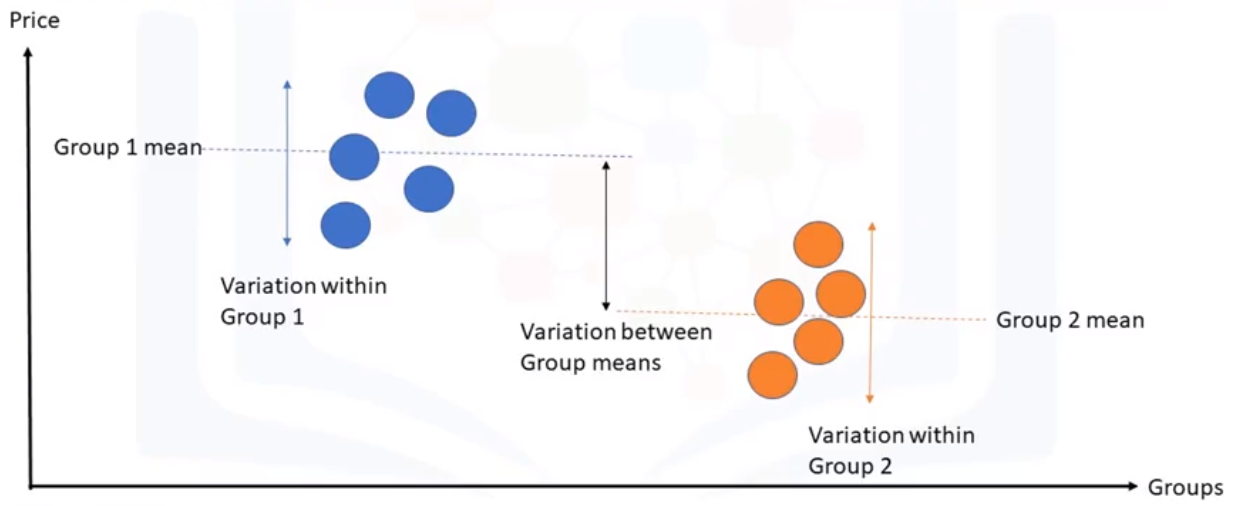 Price
Group 1 mean
Variation within
Group 1
Variation between
Group means
Group 2 mean
Variation within
Group 2
Groups